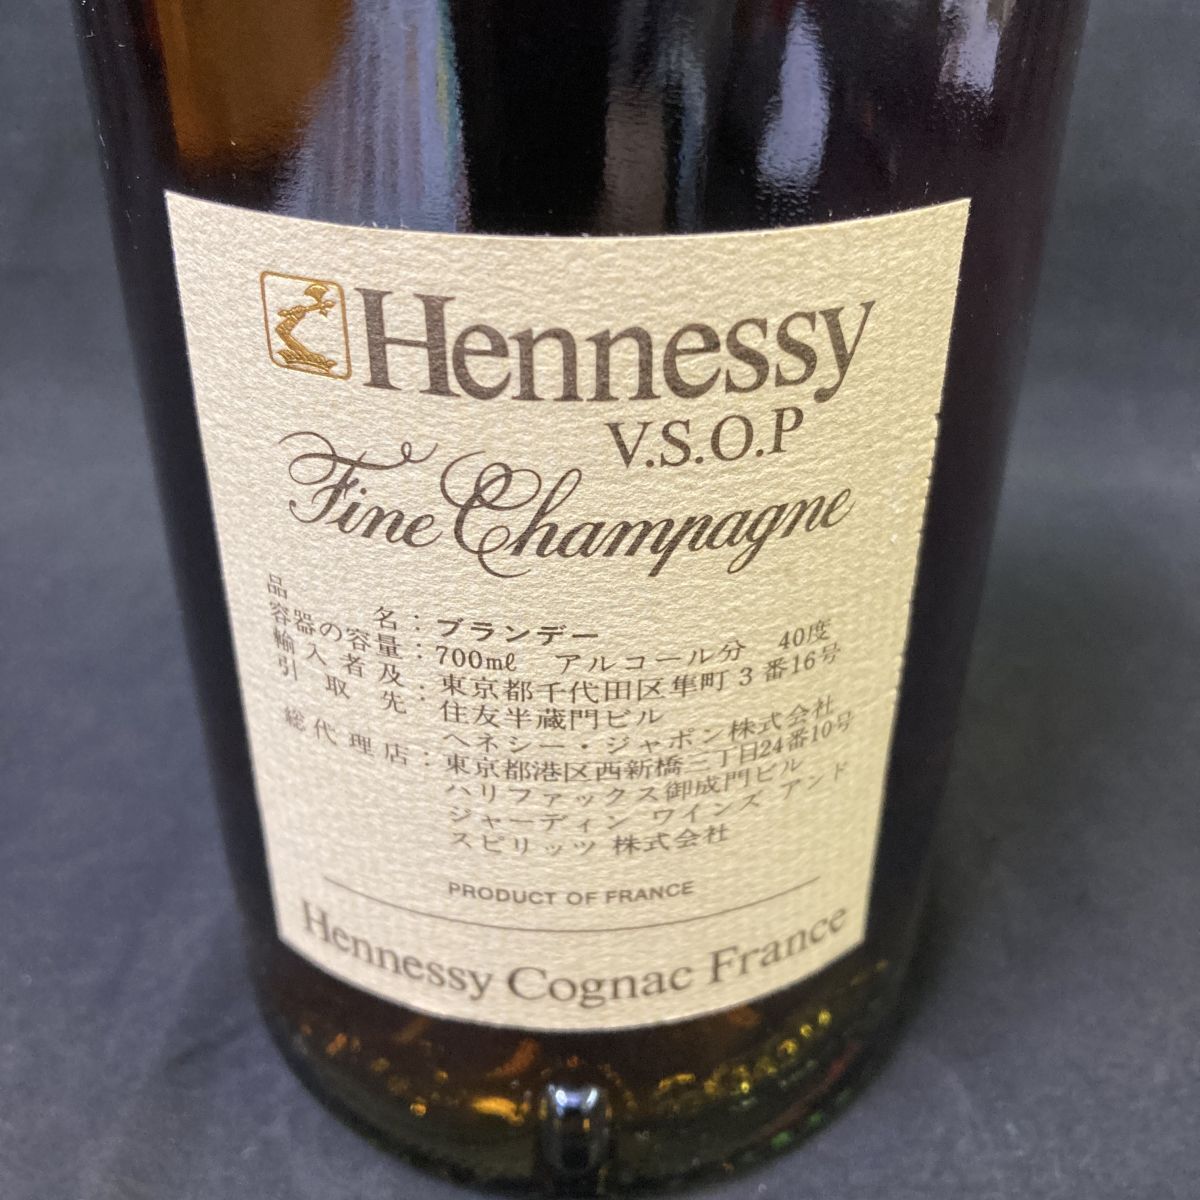 Hennessy
V.S.O.P
Fine Champagne
品名：ブランデー
容器の容量：700mℓ アルコール分 40度
輸入者及：東京都千代田区隼町3番16号
引取先 住友半蔵門ビル
ヘネシー・ジャポン株式会社
総代理店：東京都港区西新橋三丁目24番10号
ハリファックス御成門ビル
ジャーディン ワインズ アンド
スピリッツ 株式会社
PRODUCT OF FRANCE
Hennessy Cognac France